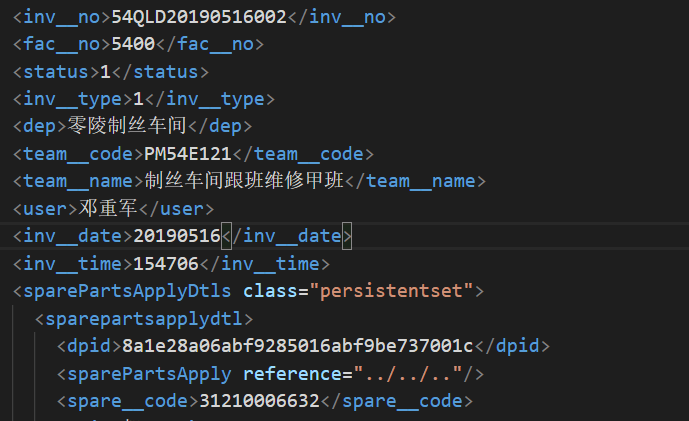 <inv__no>54QLD20190516002</inv__no>
<fac__no>5400</fac__no>
<status>1</status>
<inv__type>1</inv__type>
<dep>零陵制丝车间</dep>
<team__code>PM54E121</team__code>
<team__name>制丝车间跟班维修甲班</team__name>
<user>邓重军</user>
<inv__date>20190516</inv__date>
<inv__time>154706</inv__time>
<sparePartsApplyDtls class="persistentset">
<sparepartsapplydtl>
<dpid>8a1e28a06abf9285016abf9be737001c</dpid>
<sparePartsApply reference="../../.."/>
<spare__code>31210006632</spare__code>